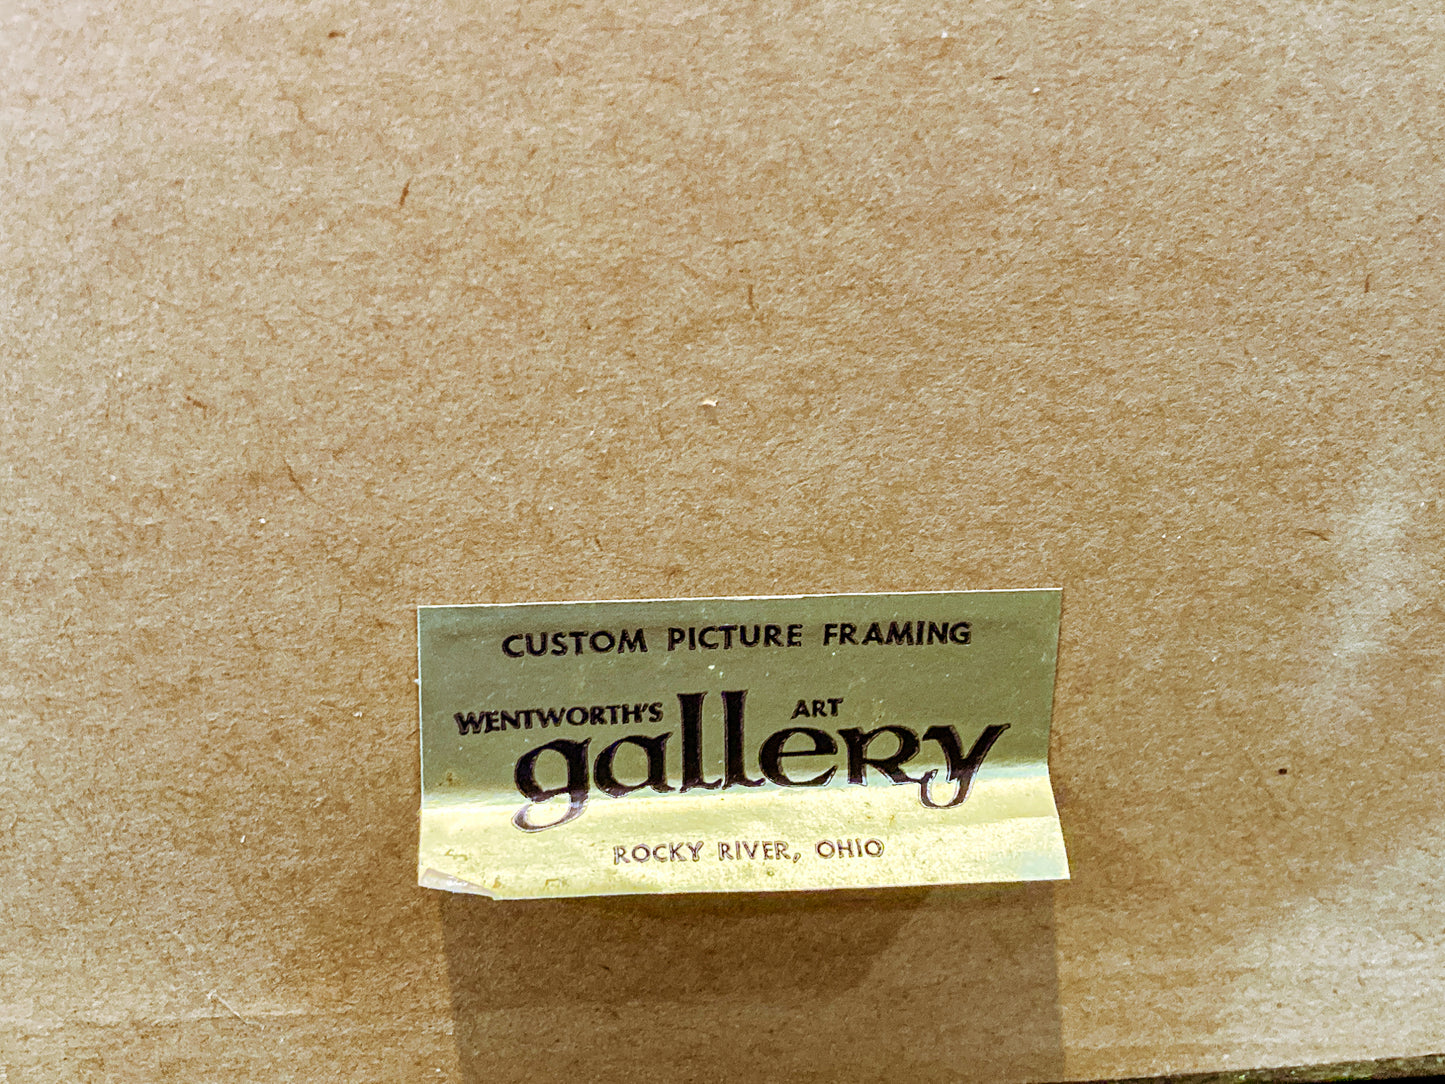 CUSTOM PICTURE FRAMING
WENTWORTH'S ART
gallery
ROCKY RIVER, OHIO